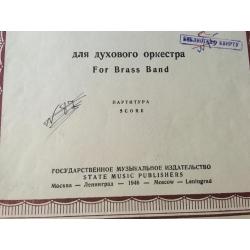 для духового оркестра
For Brass Band
ПАРТИТУРА
SCORE
ГОСУДАРСТВЕННОЕ МУЗЫКАЛЬНОЕ ИЗДАТЕЛЬСТВО
STATE MUSIC PUBLISHERS
Москва — Ленинград — 1946 — Moscow — Leningrad